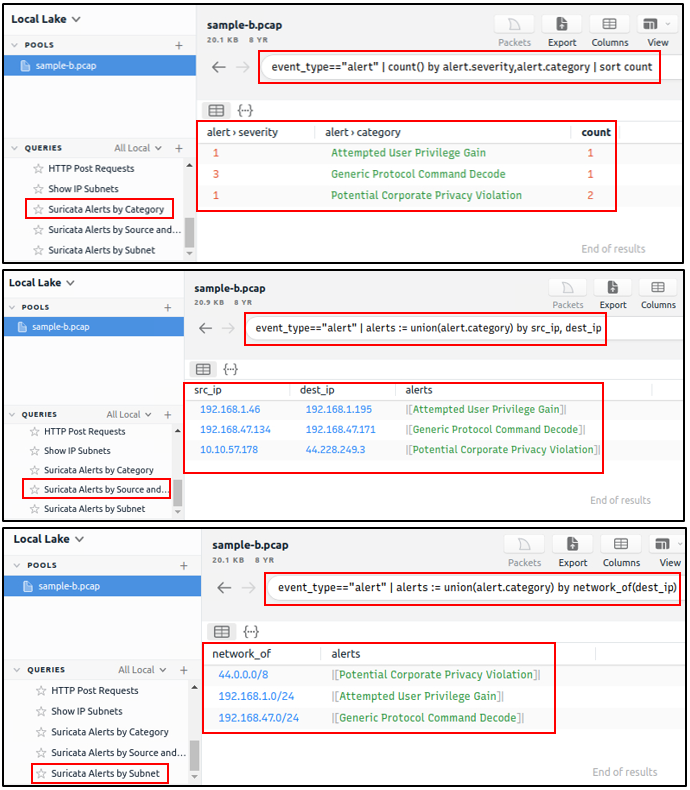 Local Lake
POOLS +
sample-b.pcap
QUERIES All Local +
HTTP Post Requests
Show IP Subnets
Suricata Alerts by Category
Suricata Alerts by Source and...
Suricata Alerts by Subnet
sample-b.pcap
20.1 KB 8 YR
Packets Export Columns View
event_type=="alert" | count() by alert.severity,alert.category | sort count
{···}
alert › severity alert › category count
1 Attempted User Privilege Gain 1
3 Generic Protocol Command Decode 1
1 Potential Corporate Privacy Violation 2
End of results
Local Lake
POOLS +
sample-b.pcap
QUERIES All Local +
HTTP Post Requests
Show IP Subnets
Suricata Alerts by Category
Suricata Alerts by Source and...
Suricata Alerts by Subnet
sample-b.pcap
20.9 KB 8 YR
Packets Export Columns
event_type=="alert" | alerts := union(alert.category) by src_ip, dest_ip
{···}
src_ip dest_ip alerts
192.168.1.46 192.168.1.195 |[Attempted User Privilege Gain]|
192.168.47.134 192.168.47.171 |[Generic Protocol Command Decode]|
10.10.57.178 44.228.249.3 |[Potential Corporate Privacy Violation]|
End of results
Local Lake
POOLS +
sample-b.pcap
QUERIES All Local +
HTTP Post Requests
Show IP Subnets
Suricata Alerts by Category
Suricata Alerts by Source and...
Suricata Alerts by Subnet
sample-b.pcap
20.1 KB 8 YR
Packets Export Columns View
event_type=="alert" | alerts := union(alert.category) by network_of(dest_ip)
{···}
network_of alerts
44.0.0.0/8 |[Potential Corporate Privacy Violation]|
192.168.1.0/24 |[Attempted User Privilege Gain]|
192.168.47.0/24 |[Generic Protocol Command Decode]|
End of results